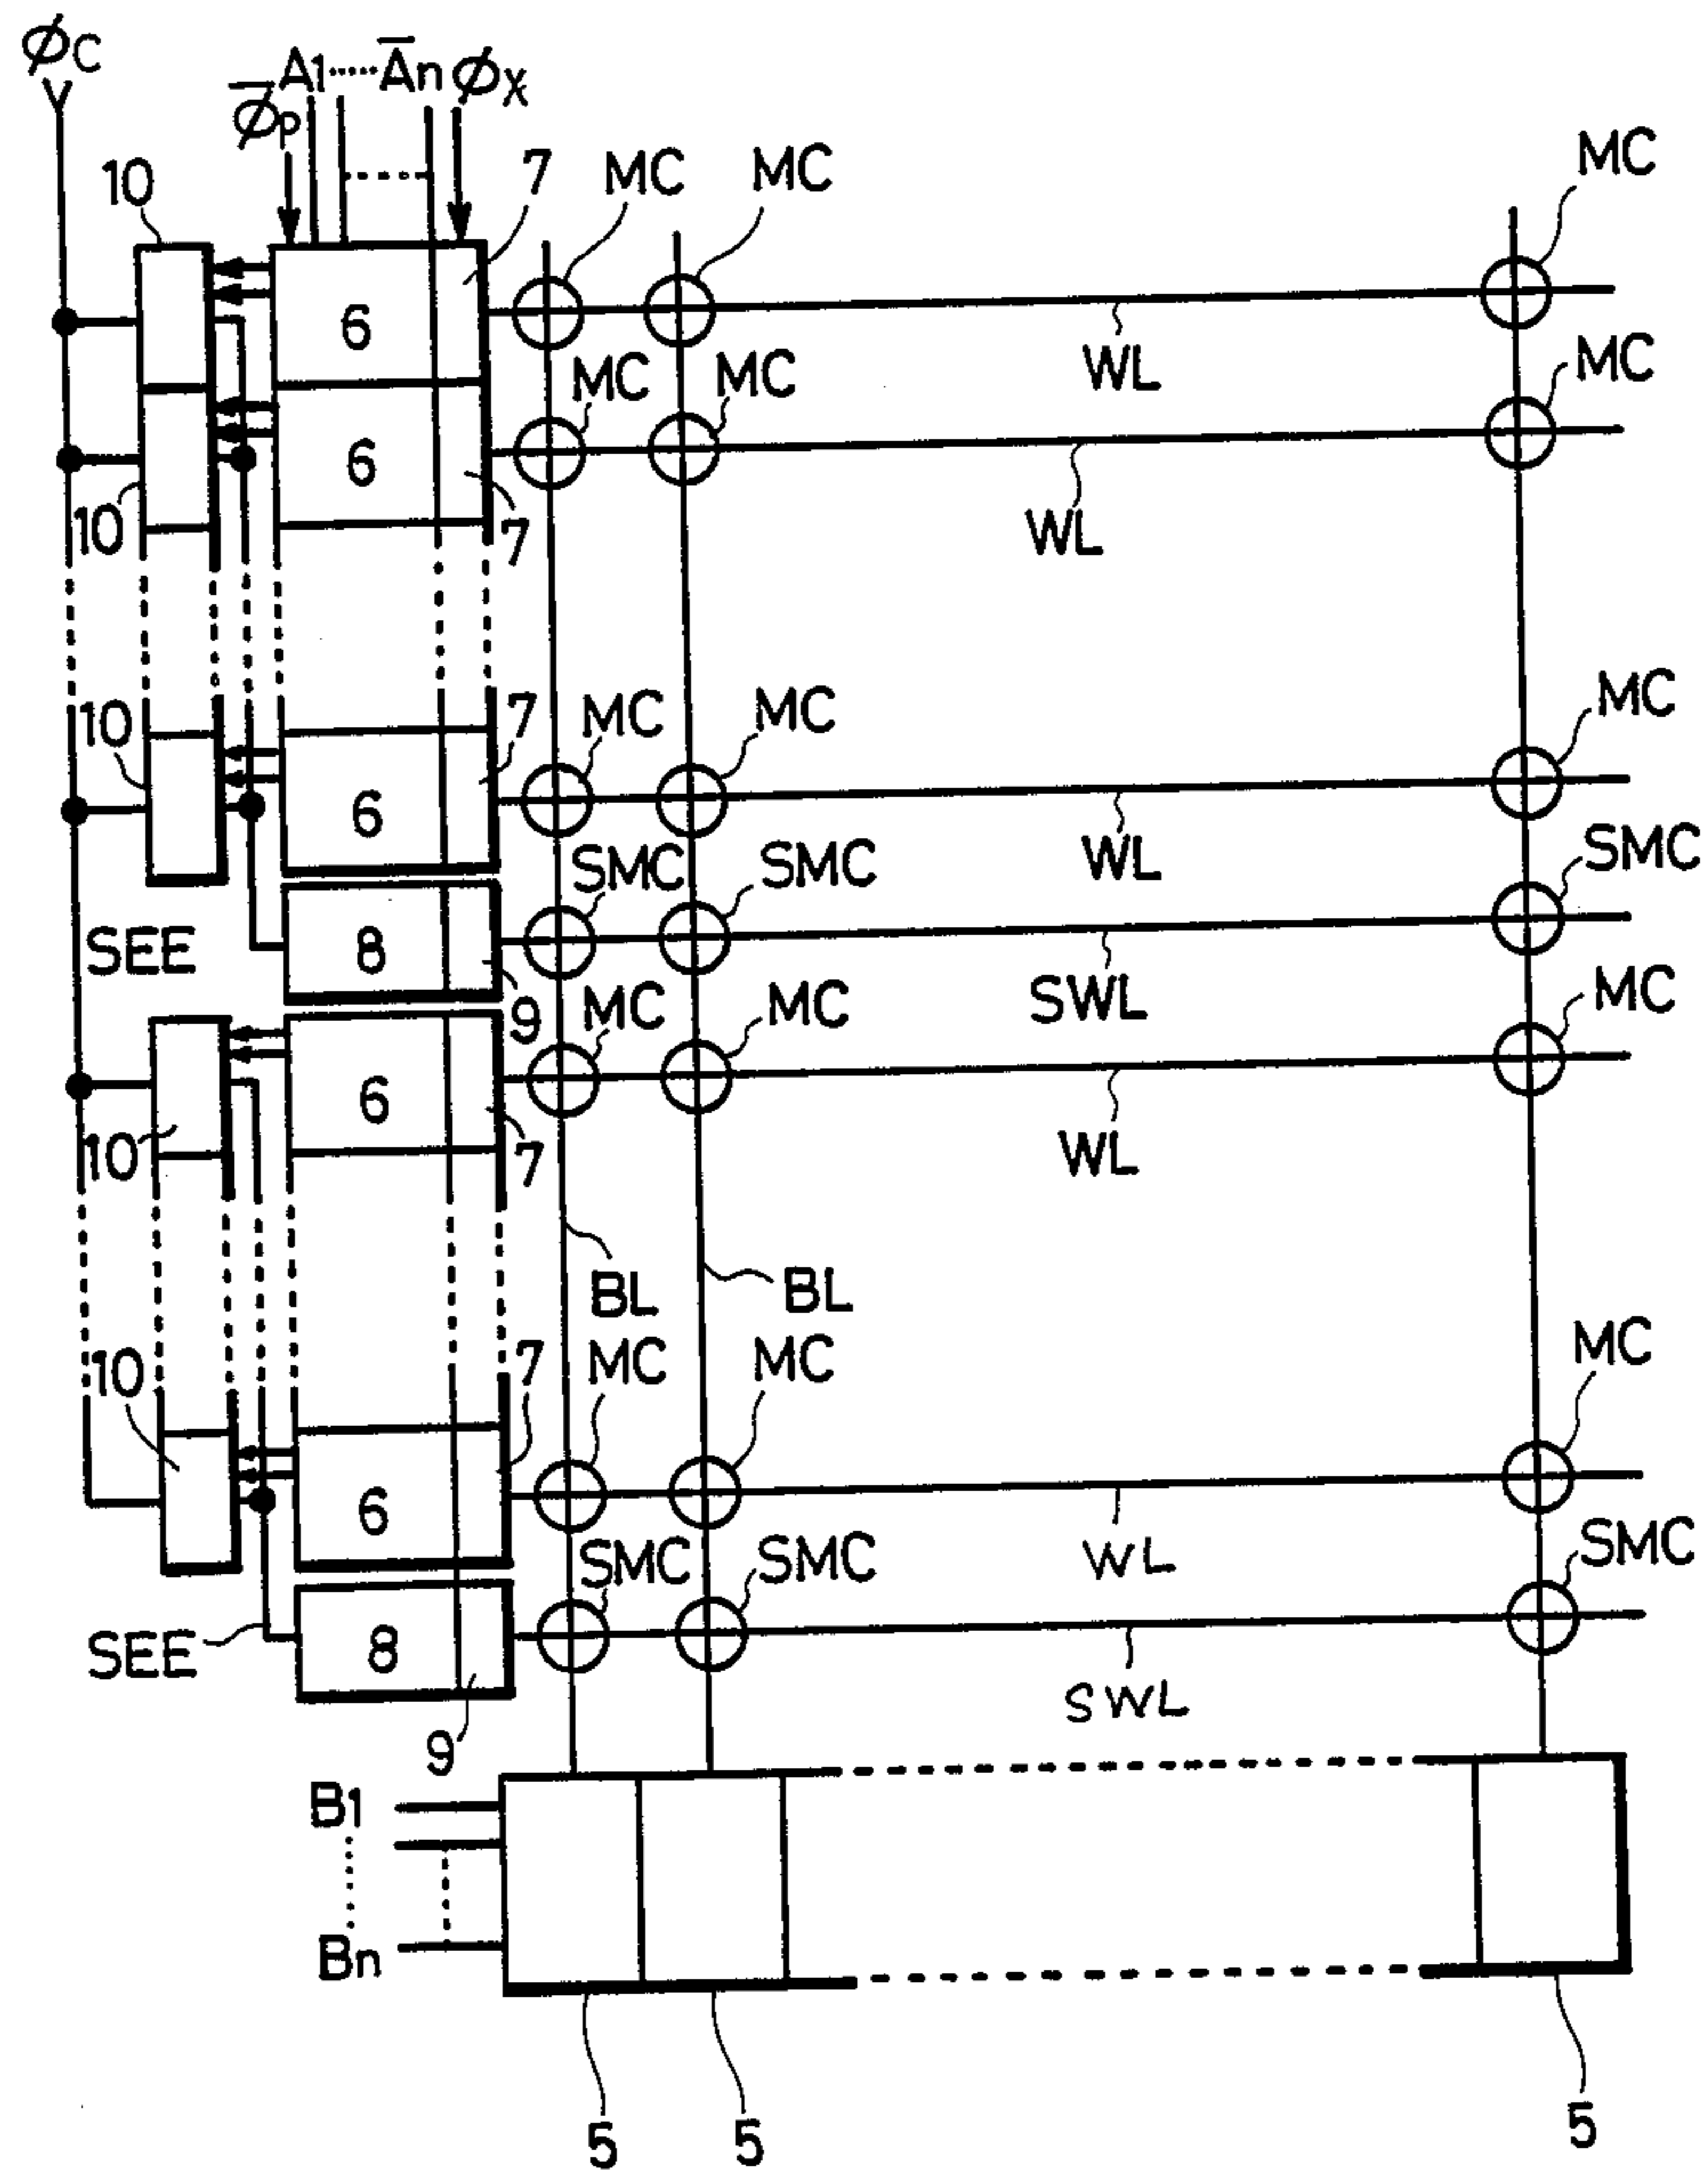 φC
φ̅P A1 ····· A̅n φX
10 7 MC MC MC
6 WL
MC MC MC
6
10 7 WL
10 7 MC MC MC
6 WL
SMC SMC SMC
SEE 8 SWL
9 MC MC MC
6
10 7 WL
BL BL
10 7 MC MC MC
6 WL
SMC SMC SMC
SEE 8 SWL
9
B1
Bn
5 5 5